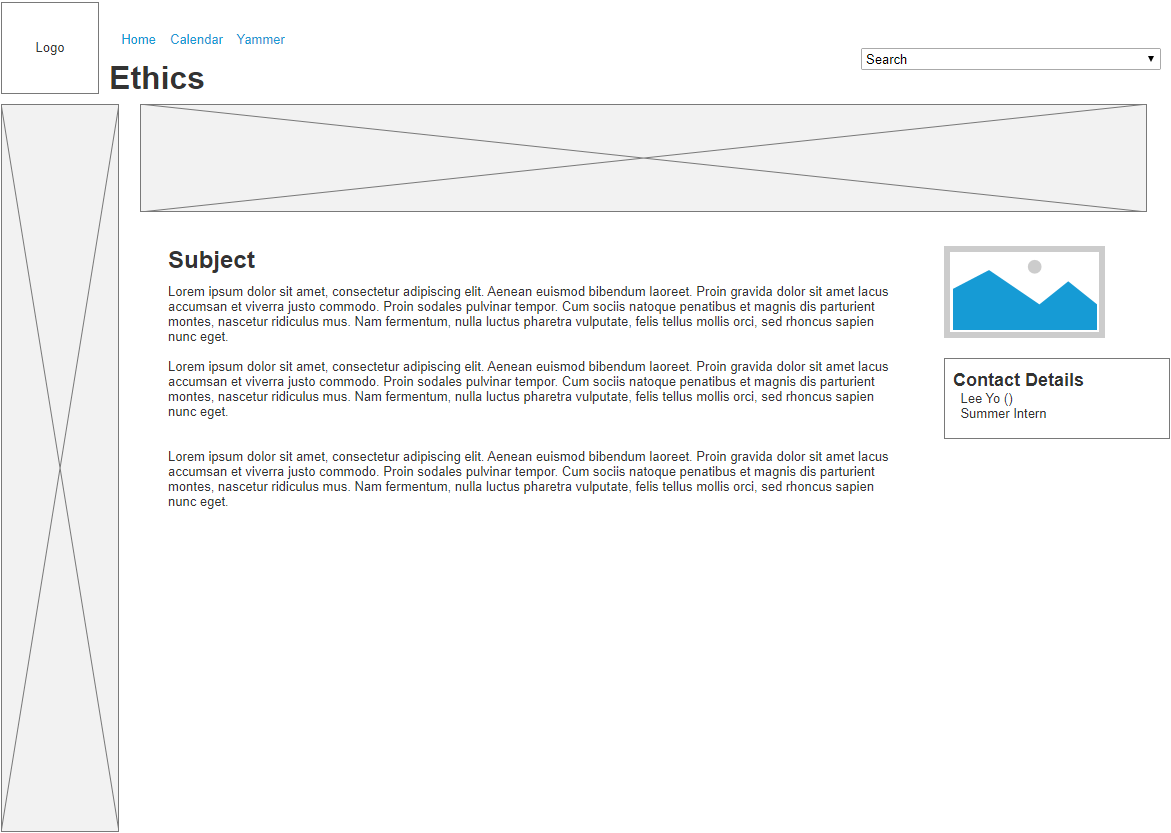 Logo
Home Calendar Yammer
Search
Ethics
Subject
Lorem ipsum dolor sit amet, consectetur adipiscing elit. Aenean euismod bibendum laoreet. Proin gravida dolor sit amet lacus
accumsan et viverra justo commodo. Proin sodales pulvinar tempor. Cum sociis natoque penatibus et magnis dis parturient
montes, nascetur ridiculus mus. Nam fermentum, nulla luctus pharetra vulputate, felis tellus mollis orci, sed rhoncus sapien
nunc eget.
Lorem ipsum dolor sit amet, consectetur adipiscing elit. Aenean euismod bibendum laoreet. Proin gravida dolor sit amet lacus
accumsan et viverra justo commodo. Proin sodales pulvinar tempor. Cum sociis natoque penatibus et magnis dis parturient
montes, nascetur ridiculus mus. Nam fermentum, nulla luctus pharetra vulputate, felis tellus mollis orci, sed rhoncus sapien
nunc eget.
Lorem ipsum dolor sit amet, consectetur adipiscing elit. Aenean euismod bibendum laoreet. Proin gravida dolor sit amet lacus
accumsan et viverra justo commodo. Proin sodales pulvinar tempor. Cum sociis natoque penatibus et magnis dis parturient
montes, nascetur ridiculus mus. Nam fermentum, nulla luctus pharetra vulputate, felis tellus mollis orci, sed rhoncus sapien
nunc eget.
Contact Details
Lee Yo ()
Summer Intern